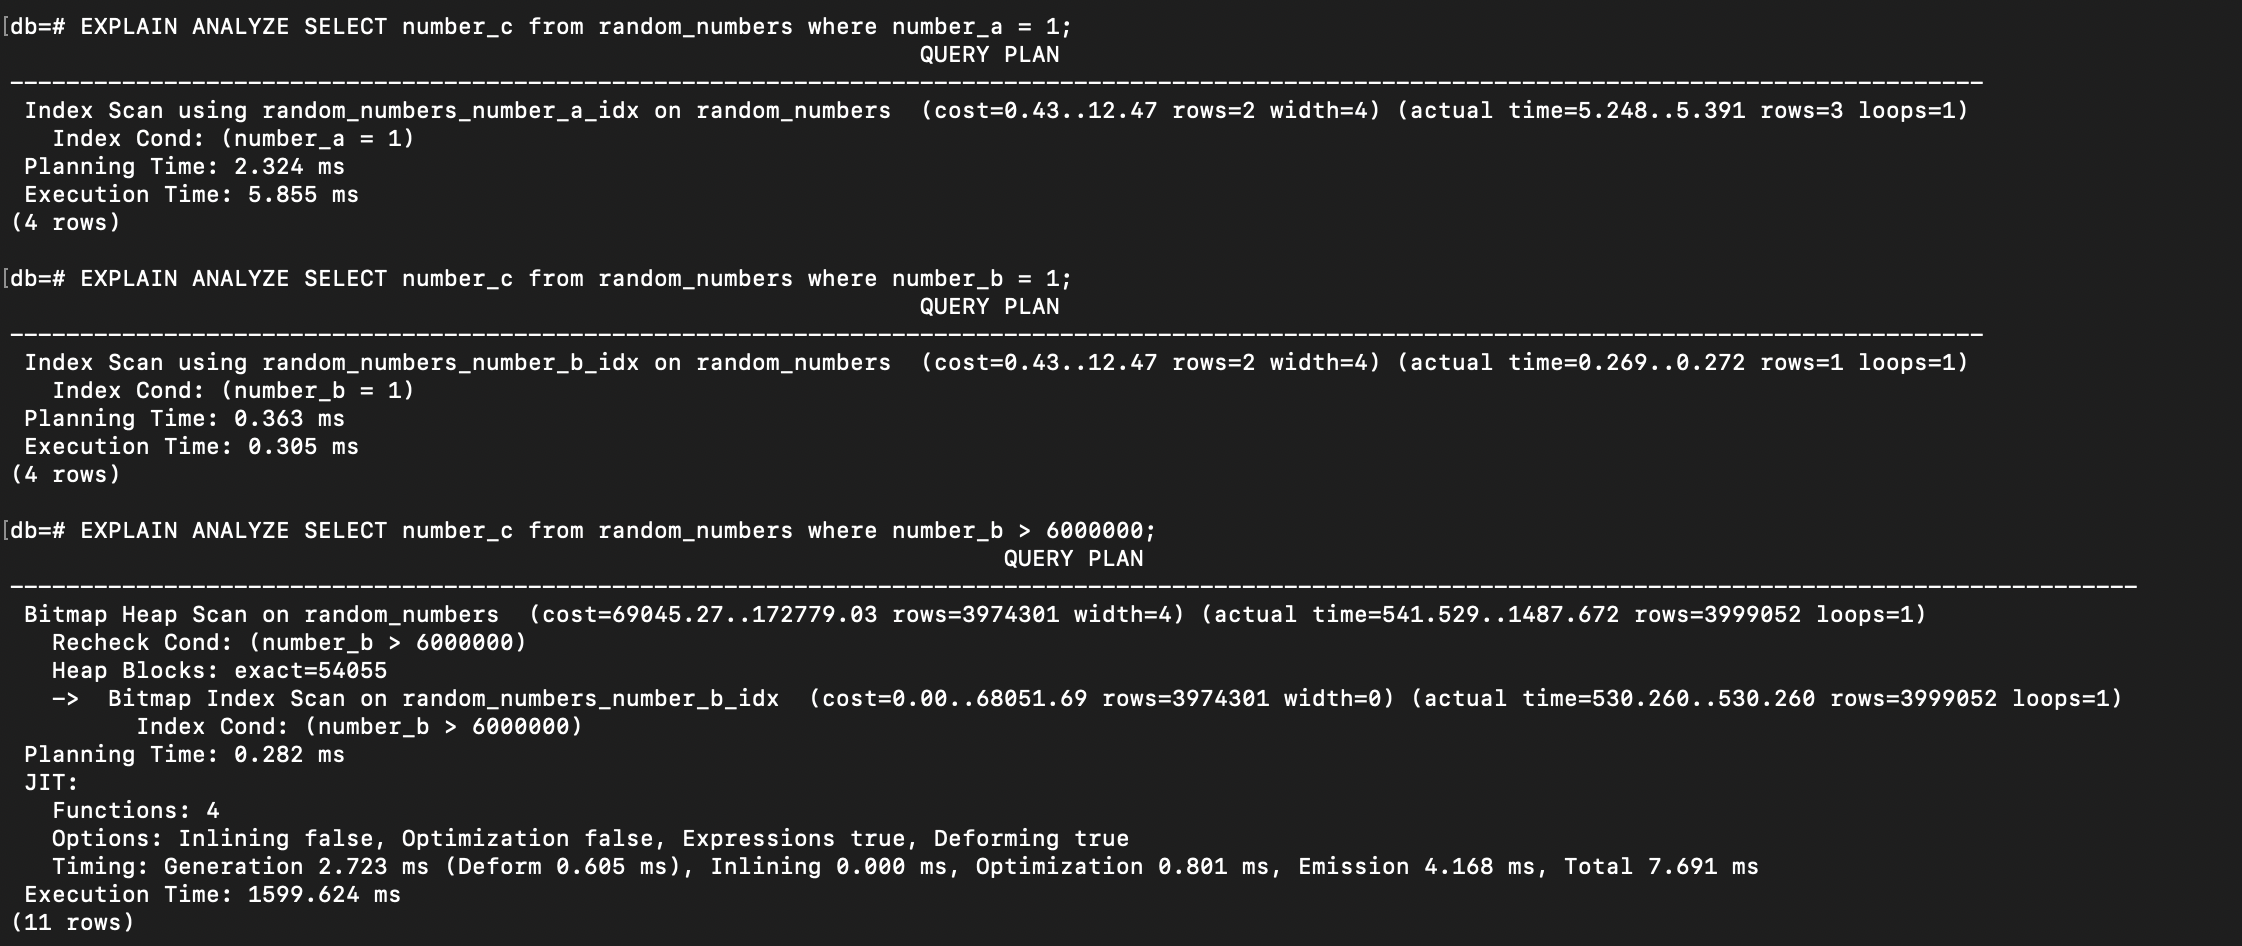 [db=# EXPLAIN ANALYZE SELECT number_c from random_numbers where number_a = 1;
QUERY PLAN
---------------------------------------------------------------------------------------------------------------------------------------------
Index Scan using random_numbers_number_a_idx on random_numbers  (cost=0.43..12.47 rows=2 width=4) (actual time=5.248..5.391 rows=3 loops=1)
Index Cond: (number_a = 1)
Planning Time: 2.324 ms
Execution Time: 5.855 ms
(4 rows)
[db=# EXPLAIN ANALYZE SELECT number_c from random_numbers where number_b = 1;
QUERY PLAN
---------------------------------------------------------------------------------------------------------------------------------------------
Index Scan using random_numbers_number_b_idx on random_numbers  (cost=0.43..12.47 rows=2 width=4) (actual time=0.269..0.272 rows=1 loops=1)
Index Cond: (number_b = 1)
Planning Time: 0.363 ms
Execution Time: 0.305 ms
(4 rows)
[db=# EXPLAIN ANALYZE SELECT number_c from random_numbers where number_b > 6000000;
QUERY PLAN
--------------------------------------------------------------------------------------------------------------------------------------------------------
Bitmap Heap Scan on random_numbers  (cost=69045.27..172779.03 rows=3974301 width=4) (actual time=541.529..1487.672 rows=3999052 loops=1)
Recheck Cond: (number_b > 6000000)
Heap Blocks: exact=54055
->  Bitmap Index Scan on random_numbers_number_b_idx  (cost=0.00..68051.69 rows=3974301 width=0) (actual time=530.260..530.260 rows=3999052 loops=1)
Index Cond: (number_b > 6000000)
Planning Time: 0.282 ms
JIT:
Functions: 4
Options: Inlining false, Optimization false, Expressions true, Deforming true
Timing: Generation 2.723 ms (Deform 0.605 ms), Inlining 0.000 ms, Optimization 0.801 ms, Emission 4.168 ms, Total 7.691 ms
Execution Time: 1599.624 ms
(11 rows)